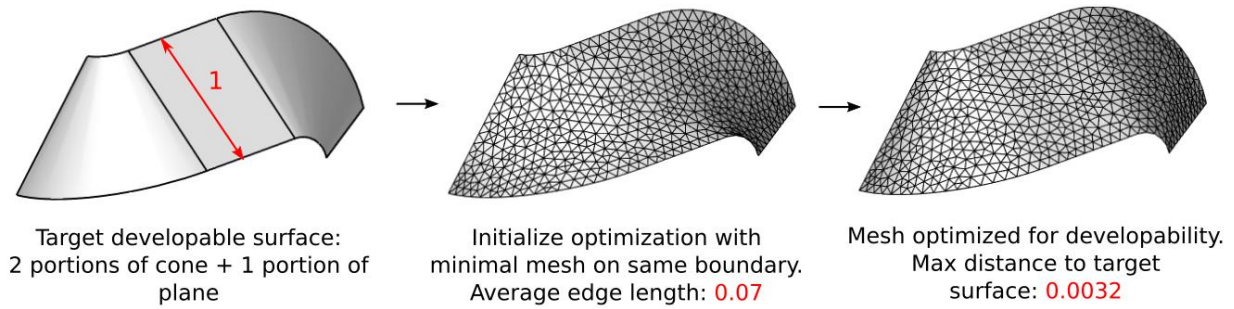 1
Target developable surface:
2 portions of cone + 1 portion of
plane
Initialize optimization with
minimal mesh on same boundary.
Average edge length: 0.07
Mesh optimized for developability.
Max distance to target
surface: 0.0032